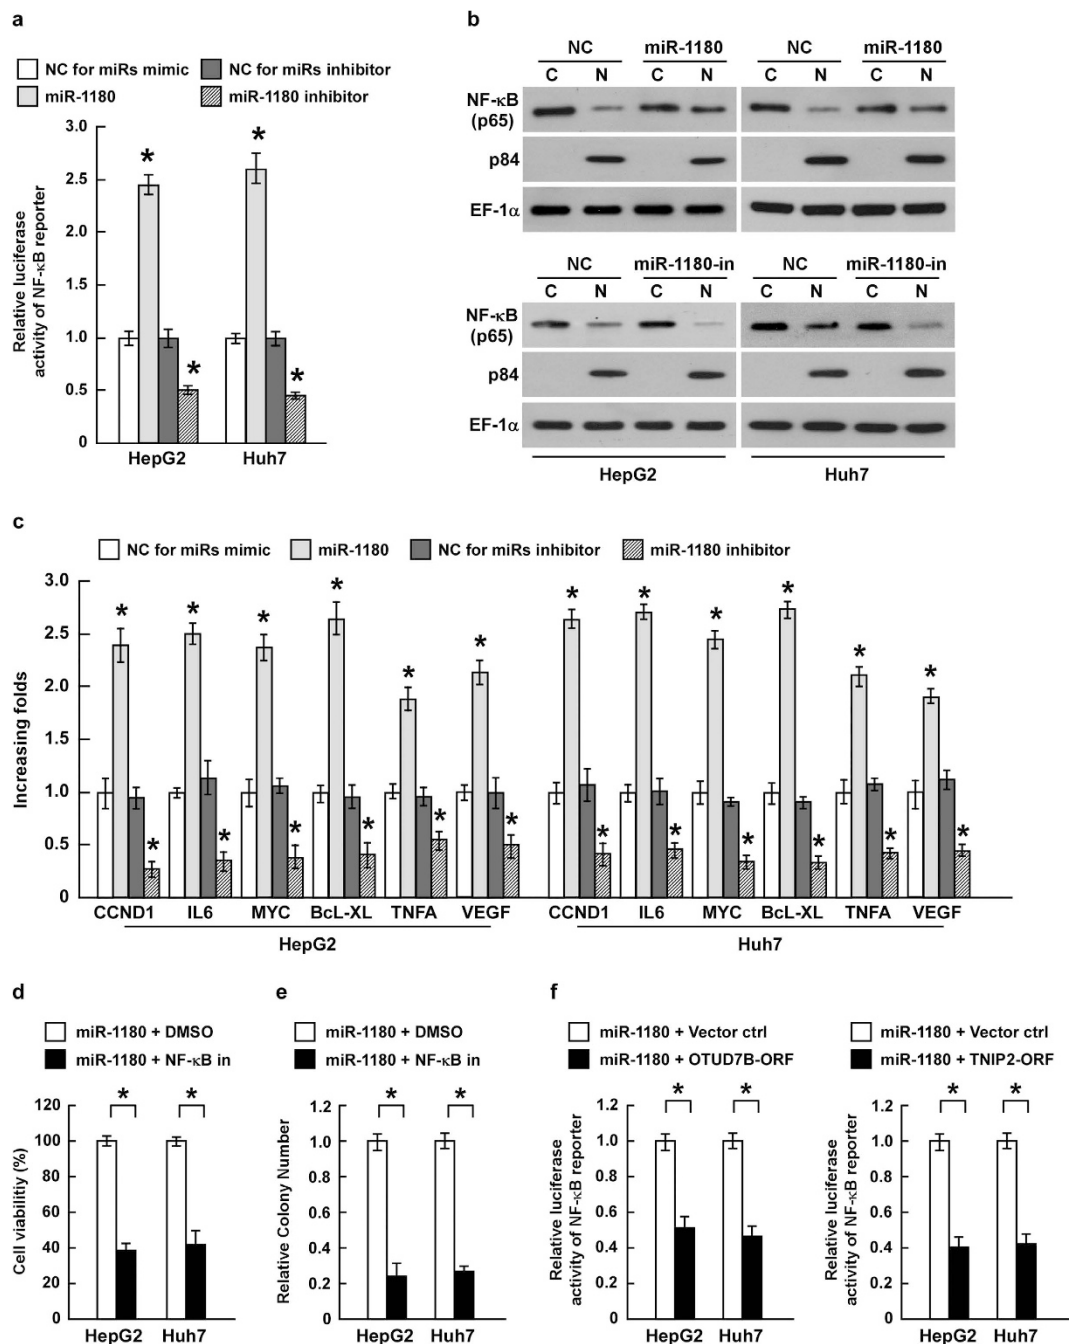 a
NC for miRs mimic
NC for miRs inhibitor
miR-1180
miR-1180 inhibitor
Relative luciferase
activity of NF-κB reporter
3.0
2.5
2.0
1.5
1.0
0.5
0
* * * *
HepG2 Huh7
b
NC miR-1180 NC miR-1180
C N C N C N C N
NF-κB
(p65)
p84
EF-1α
NC miR-1180-in NC miR-1180-in
C N C N C N C N
NF-κB
(p65)
p84
EF-1α
HepG2 Huh7
c
NC for miRs mimic miR-1180 NC for miRs inhibitor miR-1180 inhibitor
Increasing folds
3.0
2.5
2.0
1.5
1.0
0.5
0
* * * * * * * * * * * *
* * * * * * * * * * * *
CCND1 IL6 MYC BcL-XL TNFA VEGF CCND1 IL6 MYC BcL-XL TNFA VEGF
HepG2 Huh7
d
miR-1180 + DMSO
miR-1180 + NF-κB in
Cell viabilitiy (%)
120
100
80
60
40
20
0
* *
HepG2 Huh7
e
miR-1180 + DMSO
miR-1180 + NF-κB in
Relative Colony Number
1.2
1.0
0.8
0.6
0.4
0.2
0
* *
HepG2 Huh7
f
miR-1180 + Vector ctrl
miR-1180 + OTUD7B-ORF
Relative luciferase
activity of NF-κB reporter
1.2
1.0
0.8
0.6
0.4
0.2
0
* *
HepG2 Huh7
miR-1180 + Vector ctrl
miR-1180 + TNIP2-ORF
Relative luciferase
activity of NF-κB reporter
1.2
1.0
0.8
0.6
0.4
0.2
0
* *
HepG2 Huh7